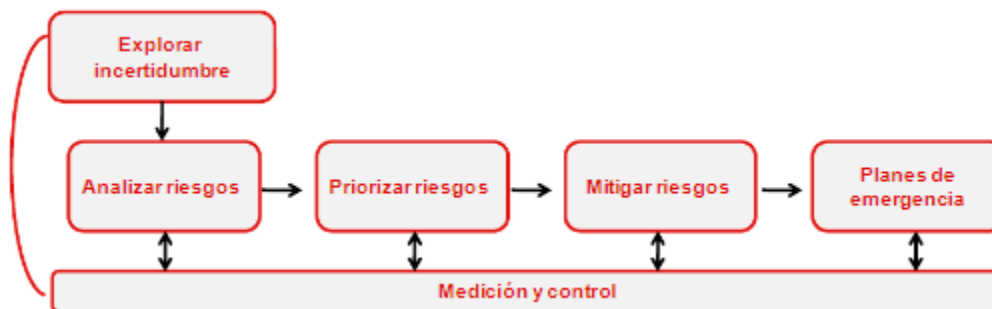 Explorar
incertidumbre
Analizar riesgos
Priorizar riesgos
Mitigar riesgos
Planes de
emergencia
Medición y control